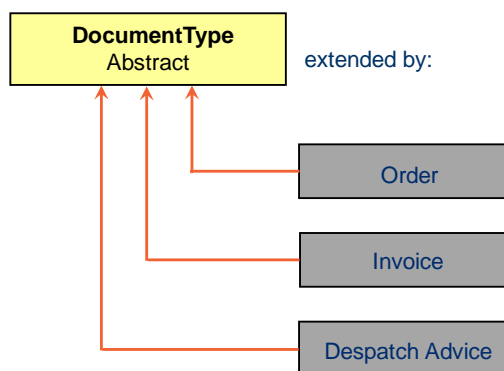 DocumentType
Abstract
extended by:
Order
Invoice
Despatch Advice